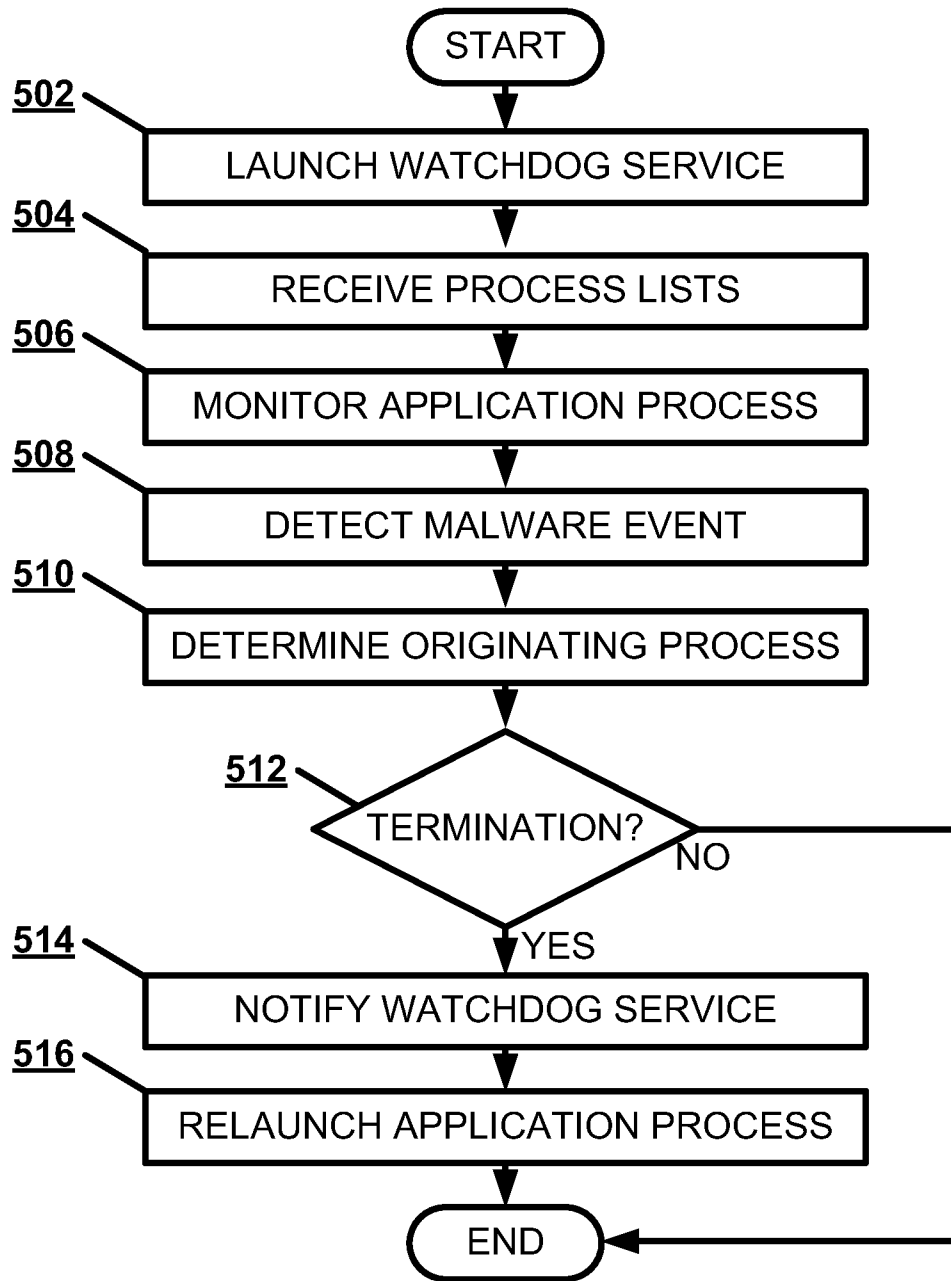 START
502
LAUNCH WATCHDOG SERVICE
504
RECEIVE PROCESS LISTS
506
MONITOR APPLICATION PROCESS
508
DETECT MALWARE EVENT
510
DETERMINE ORIGINATING PROCESS
512
TERMINATION?
NO
YES
514
NOTIFY WATCHDOG SERVICE
516
RELAUNCH APPLICATION PROCESS
END